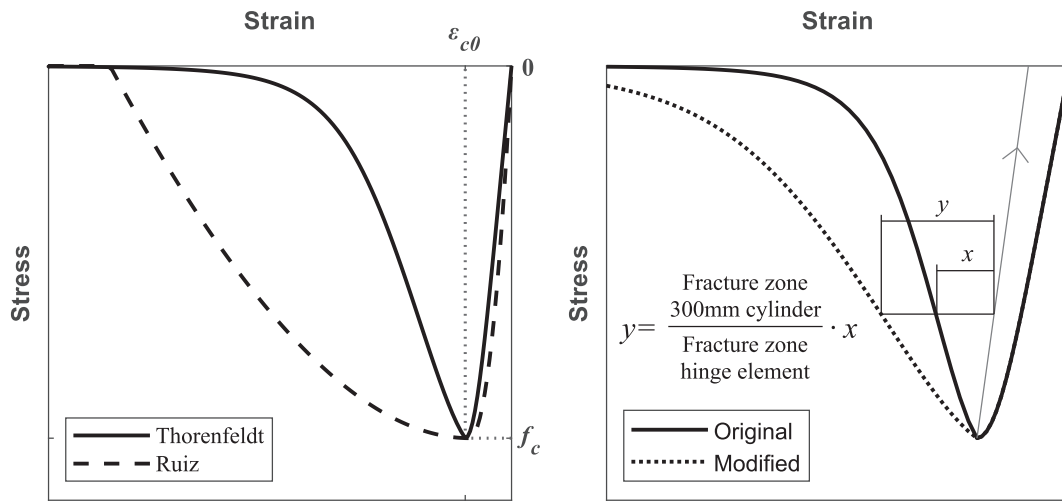 Strain
ε_c0
0
Stress
f_c
Thorenfeldt
Ruiz
Strain
y
x
Stress
y= Fracture zone
300mm cylinder
Fracture zone
hinge element
· x
Original
Modified